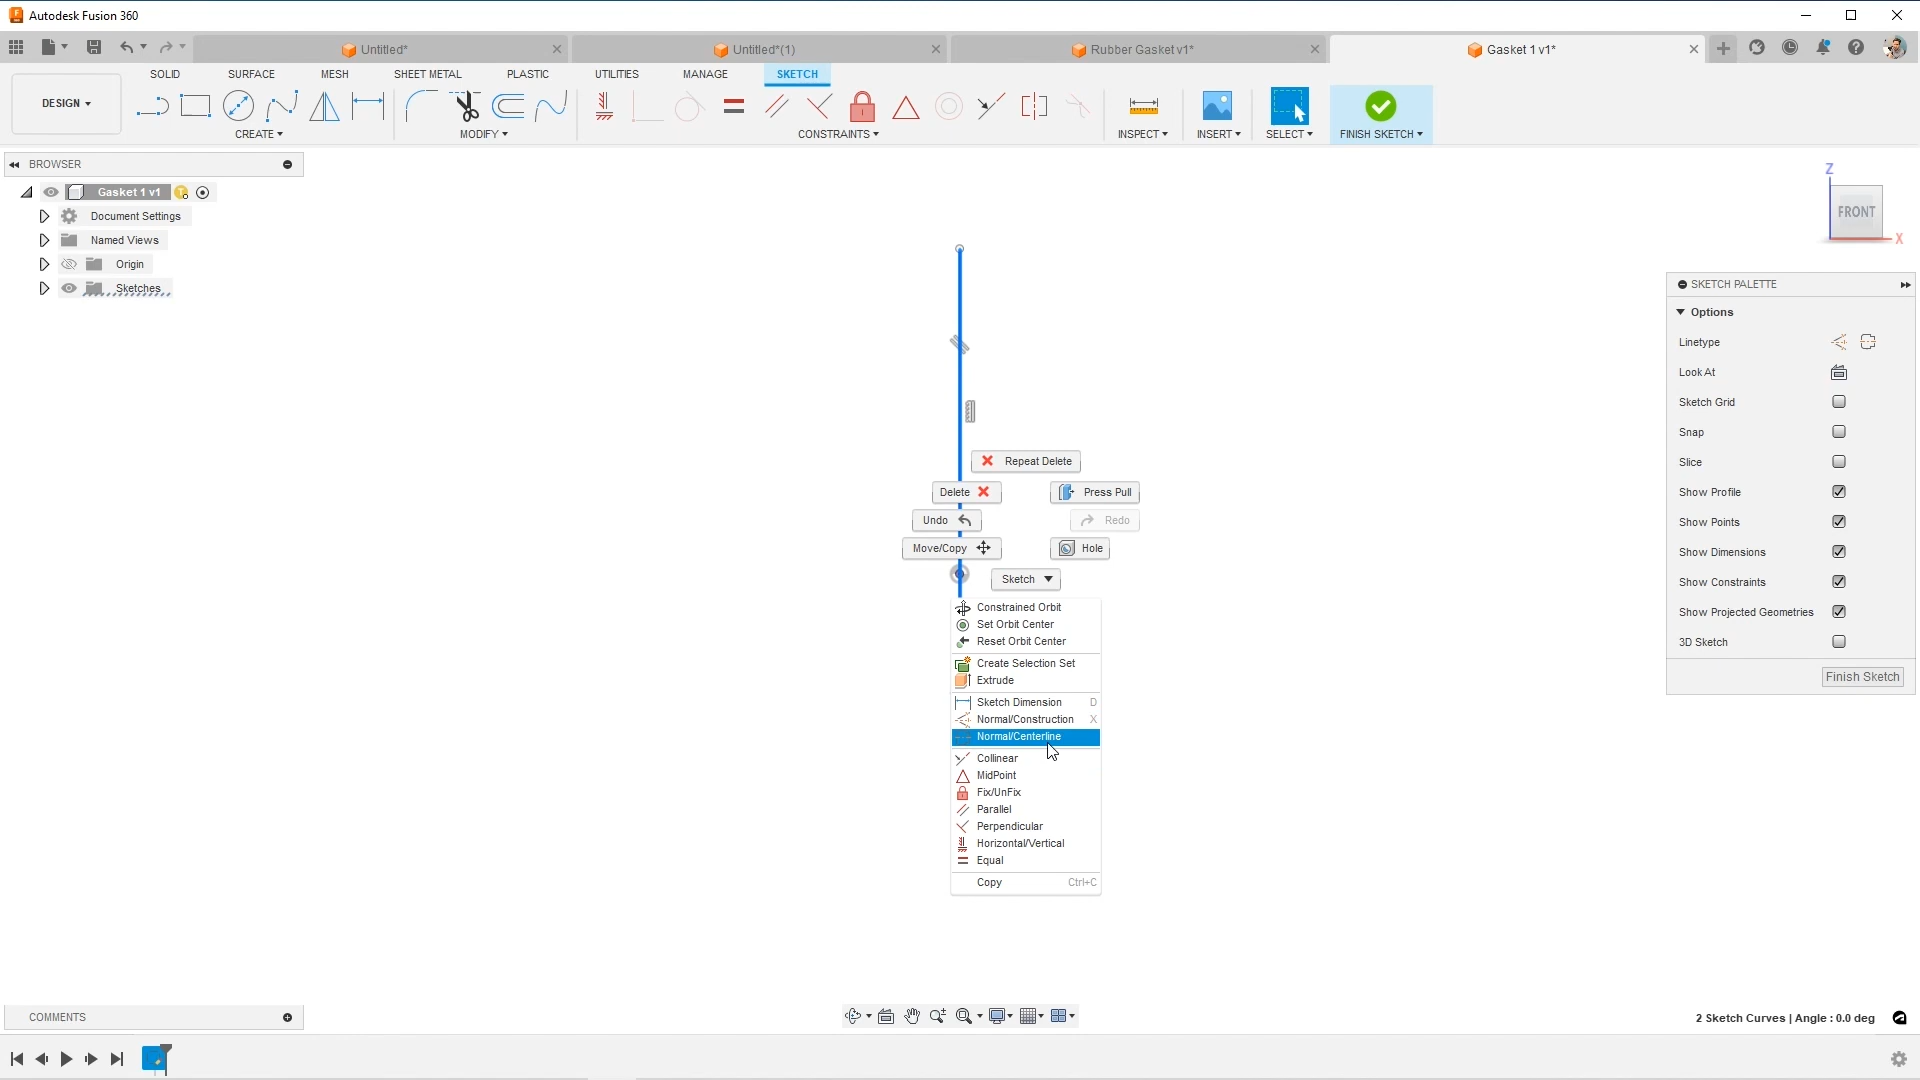 Autodesk Fusion 360
Untitled*
Untitled*(1)
Rubber Gasket v1*
Gasket 1 v1*
DESIGN
SOLID
SURFACE
MESH
SHEET METAL
PLASTIC
UTILITIES
MANAGE
SKETCH
CREATE
MODIFY
CONSTRAINTS
INSPECT
INSERT
SELECT
FINISH SKETCH
BROWSER
Gasket 1 v1
Document Settings
Named Views
Origin
Sketches
Z
FRONT
X
SKETCH PALETTE
Options
Linetype
Look At
Sketch Grid
Snap
Slice
Show Profile
Show Points
Show Dimensions
Show Constraints
Show Projected Geometries
3D Sketch
Finish Sketch
Repeat Delete
Delete
Press Pull
Undo
Redo
Move/Copy
Hole
Sketch
Constrained Orbit
Set Orbit Center
Reset Orbit Center
Create Selection Set
Extrude
Sketch Dimension D
Normal/Construction X
Normal/Centerline
Collinear
MidPoint
Fix/UnFix
Parallel
Perpendicular
Horizontal/Vertical
Equal
Copy Ctrl+C
COMMENTS
2 Sketch Curves | Angle : 0.0 deg